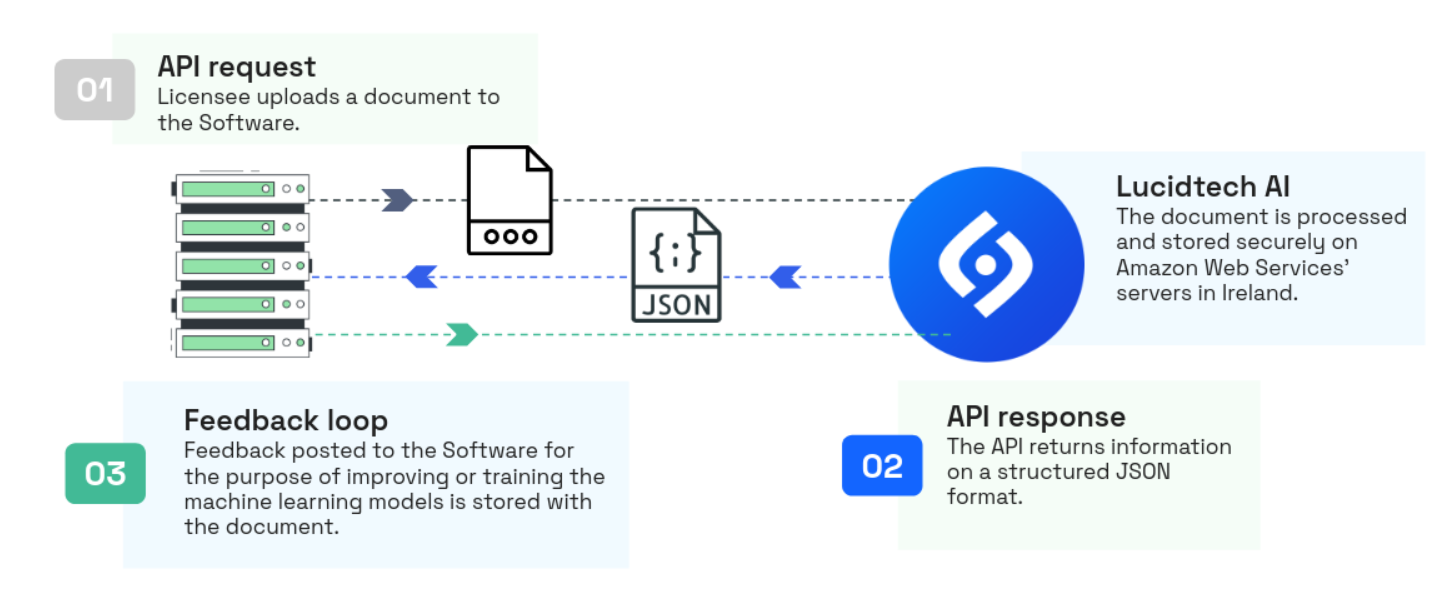 01
API request
Licensee uploads a document to
the Software.
Lucidtech AI
The document is processed
and stored securely on
Amazon Web Services'
servers in Ireland.
{;}
JSON
03
Feedback loop
Feedback posted to the Software for
the purpose of improving or training the
machine learning models is stored with
the document.
02
API response
The API returns information
on a structured JSON
format.